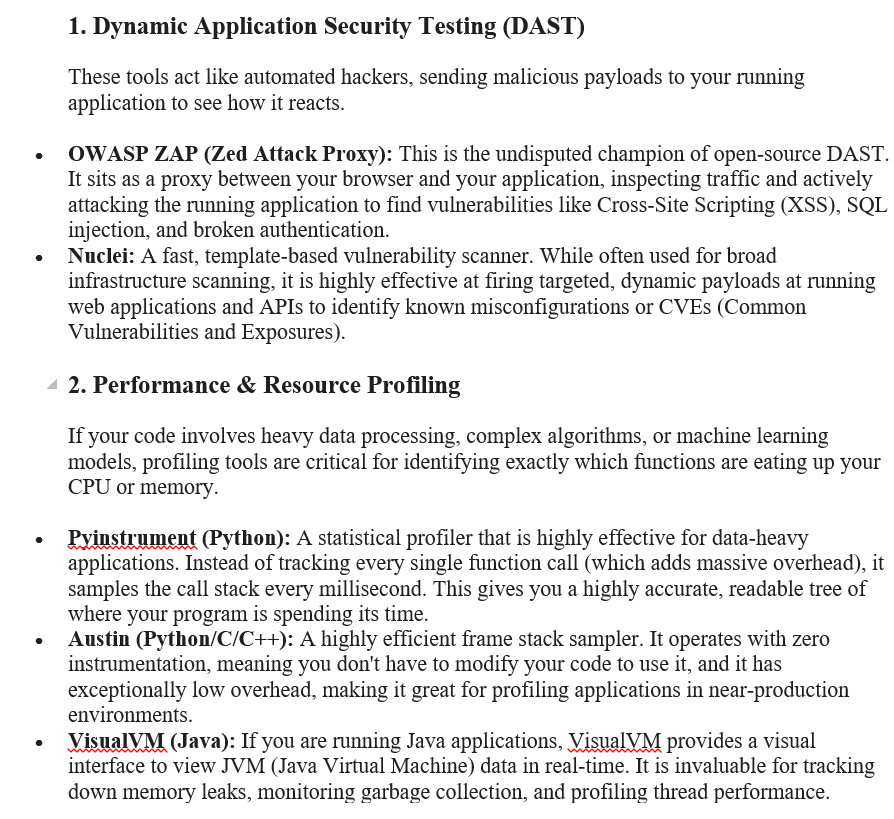 1. Dynamic Application Security Testing (DAST)
These tools act like automated hackers, sending malicious payloads to your running
application to see how it reacts.
• OWASP ZAP (Zed Attack Proxy): This is the undisputed champion of open-source DAST.
It sits as a proxy between your browser and your application, inspecting traffic and actively
attacking the running application to find vulnerabilities like Cross-Site Scripting (XSS), SQL
injection, and broken authentication.
• Nuclei: A fast, template-based vulnerability scanner. While often used for broad
infrastructure scanning, it is highly effective at firing targeted, dynamic payloads at running
web applications and APIs to identify known misconfigurations or CVEs (Common
Vulnerabilities and Exposures).
2. Performance & Resource Profiling
If your code involves heavy data processing, complex algorithms, or machine learning
models, profiling tools are critical for identifying exactly which functions are eating up your
CPU or memory.
• Pyinstrument (Python): A statistical profiler that is highly effective for data-heavy
applications. Instead of tracking every single function call (which adds massive overhead), it
samples the call stack every millisecond. This gives you a highly accurate, readable tree of
where your program is spending its time.
• Austin (Python/C/C++): A highly efficient frame stack sampler. It operates with zero
instrumentation, meaning you don't have to modify your code to use it, and it has
exceptionally low overhead, making it great for profiling applications in near-production
environments.
• VisualVM (Java): If you are running Java applications, VisualVM provides a visual
interface to view JVM (Java Virtual Machine) data in real-time. It is invaluable for tracking
down memory leaks, monitoring garbage collection, and profiling thread performance.